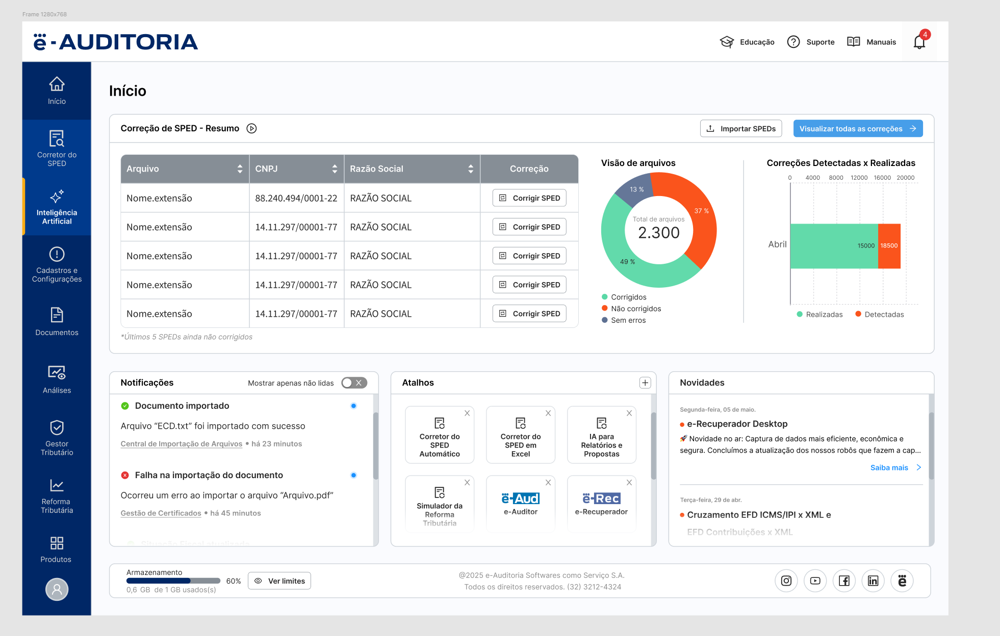 Frame 1280x768
ë-AUDITORIA
Educação
Suporte
Manuais
4
Início
Corretor do
SPED
Inteligência
Artificial
Cadastros e
Configurações
Documentos
Análises
Gestor
Tributário
Reforma
Tributária
Produtos
Início
Correção de SPED - Resumo
Importar SPEDs
Visualizar todas as correções
Arquivo CNPJ Razão Social Correção
Nome.extensão 88.240.494/0001-22 RAZÃO SOCIAL Corrigir SPED
Nome.extensão 14.11.297/00001-77 RAZÃO SOCIAL Corrigir SPED
Nome.extensão 14.11.297/00001-77 RAZÃO SOCIAL Corrigir SPED
Nome.extensão 14.11.297/00001-77 RAZÃO SOCIAL Corrigir SPED
Nome.extensão 14.11.297/00001-77 RAZÃO SOCIAL Corrigir SPED
*Últimos 5 SPEDs ainda não corrigidos
Visão de arquivos
13 %
37 %
Total de arquivos
2.300
49 %
Corrigidos
Não corrigidos
Sem erros
Correções Detectadas x Realizadas
0 4000 8000 12000 16000 20000
Abril 15000 18500
Realizadas Detectadas
Notificações
Mostrar apenas não lidas
Documento importado
Arquivo “ECD.txt” foi importado com sucesso
Central de Importação de Arquivos • há 23 minutos
Falha na importação do documento
Ocorreu um erro ao importar o arquivo “Arquivo.pdf”
Gestão de Certificados • há 45 minutos
Situação Fiscal atualizada
Atalhos
Corretor do
SPED
Automático
Corretor do
SPED em
Excel
IA para
Relatórios e
Propostas
Simulador da
Reforma
Tributária
ë-Aud
e-Auditor
ë-Rec
e-Recuperador
Novidades
Segunda-feira, 05 de maio.
e-Recuperador Desktop
🚀 Novidade no ar: Captura de dados mais eficiente, econômica e
segura. Concluímos a atualização dos nossos robôs que fazem a cap...
Saiba mais
Terça-feira, 29 de abr.
Cruzamento EFD ICMS/IPI x XML e
EFD Contribuições x XML
Armazenamento
60%
0,6 GB de 1 GB usados(s)
Ver limites
@2025 e-Auditoria Softwares como Serviço S.A.
Todos os direitos reservados. (32) 3212-4324
in
ë